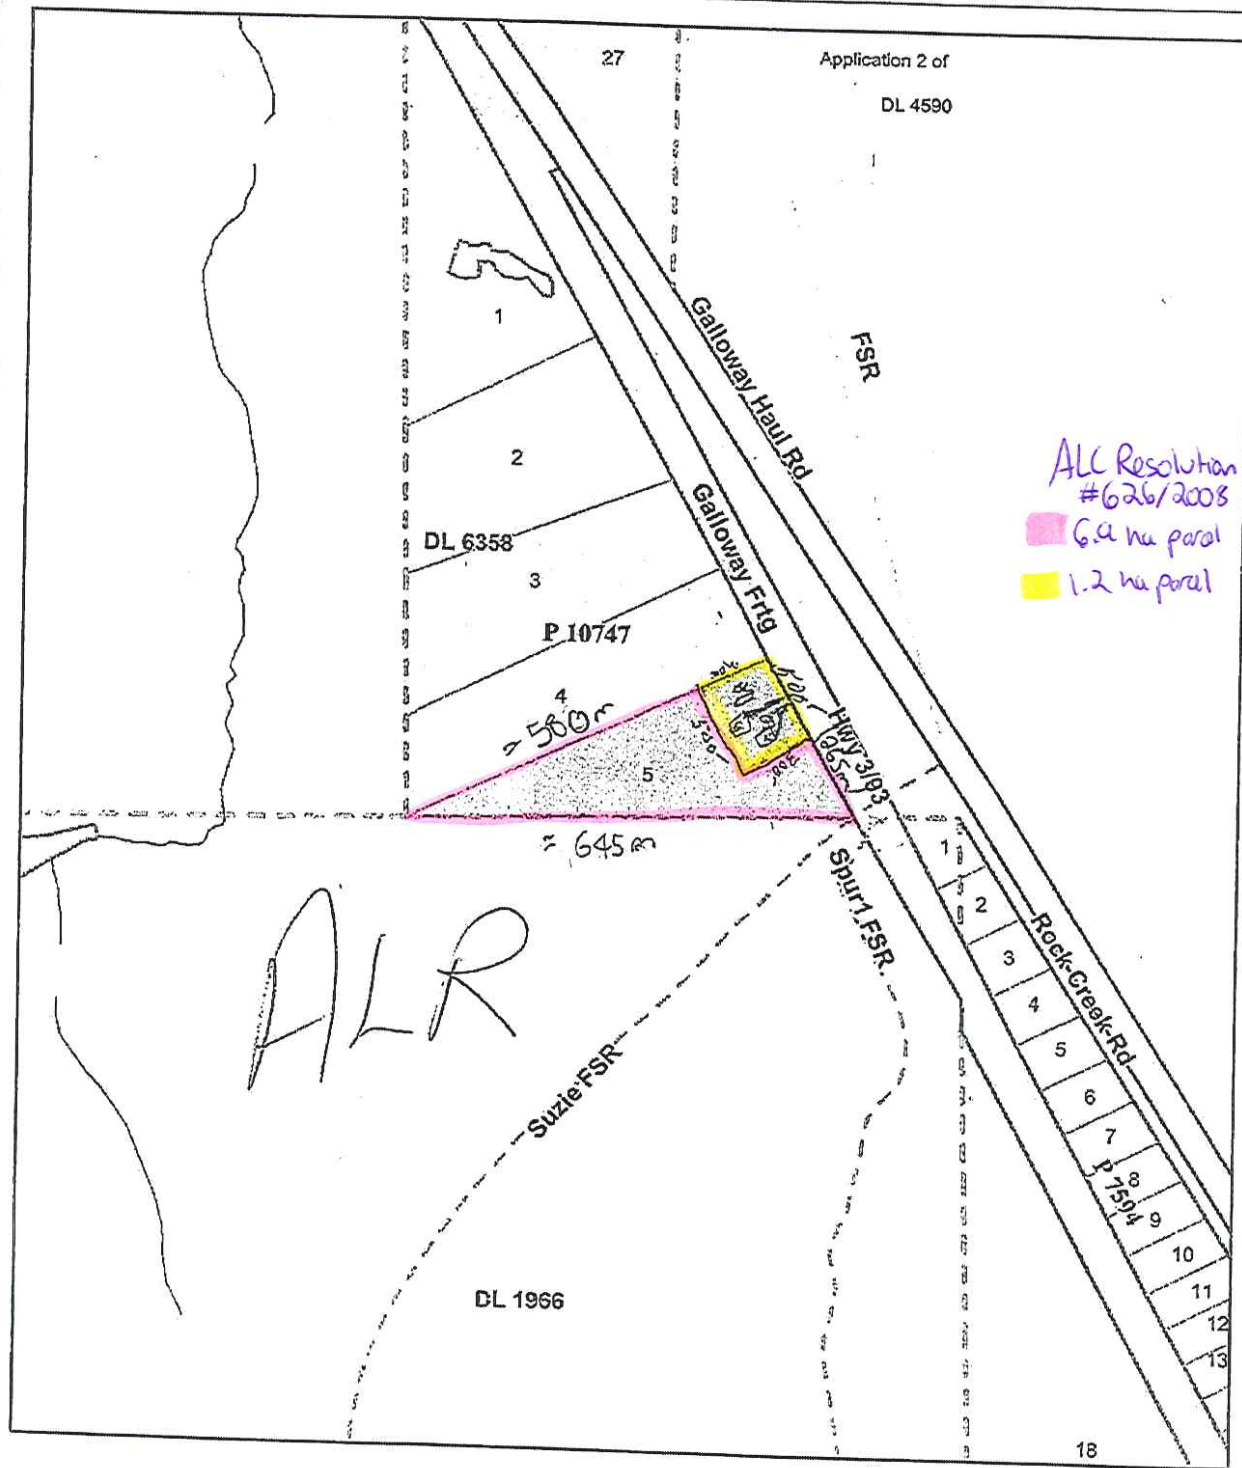 27
Application 2 of
DL 4590
1
Galloway Haul Rd
FSR
1
2
DL 6358
3
Galloway Frtg
P 10747
4
ALC Resolution
#626/2008
6.9 ha parcel
1.2 ha parcel
≈ 580m
5
Hwy 3/93
265m
≈ 645m
Spur1 FSR
ALR
Suzie FSR
Rock-Creek-Rd
1
2
3
4
5
6
7
8
P 7594
9
10
11
12
13
DL 1966
18